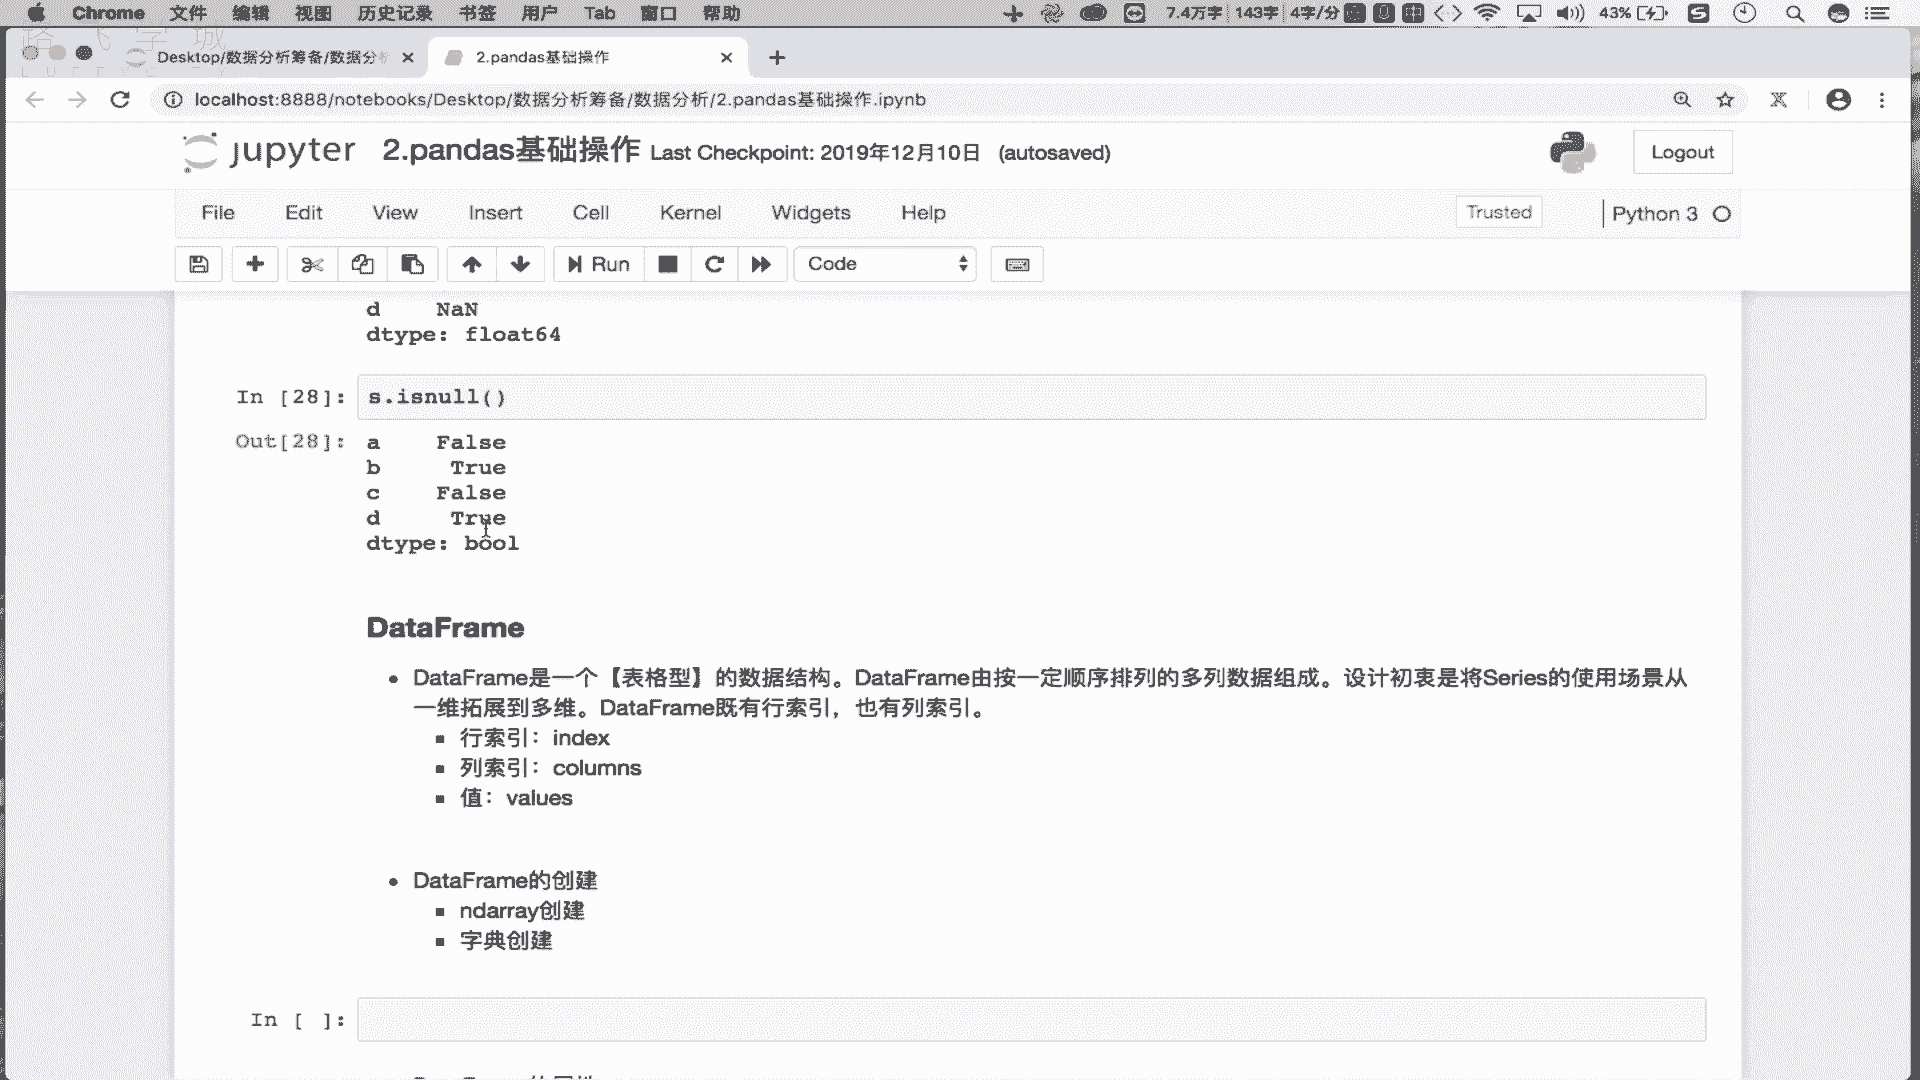 Chrome 文件 编辑 视图 历史记录 书签 用户 Tab 窗口 帮助 7.4万字 143字 4字/分 43%
Desktop/数据分析筹备/数据分析
2.pandas基础操作
localhost:8888/notebooks/Desktop/数据分析筹备/数据分析/2.pandas基础操作.ipynb
jupyter 2.pandas基础操作 Last Checkpoint: 2019年12月10日 (autosaved)
Logout
File Edit View Insert Cell Kernel Widgets Help Trusted Python 3
Run Code
d NaN
dtype: float64
In [28]: s.isnull()
Out[28]: a False
b True
c False
d True
dtype: bool
DataFrame
DataFrame是一个【表格型】的数据结构。DataFrame由按一定顺序排列的多列数据组成。设计初衷是将Series的使用场景从
一维拓展到多维。DataFrame既有行索引，也有列索引。
行索引：index
列索引：columns
值：values
DataFrame的创建
ndarray创建
字典创建
In [ ]: